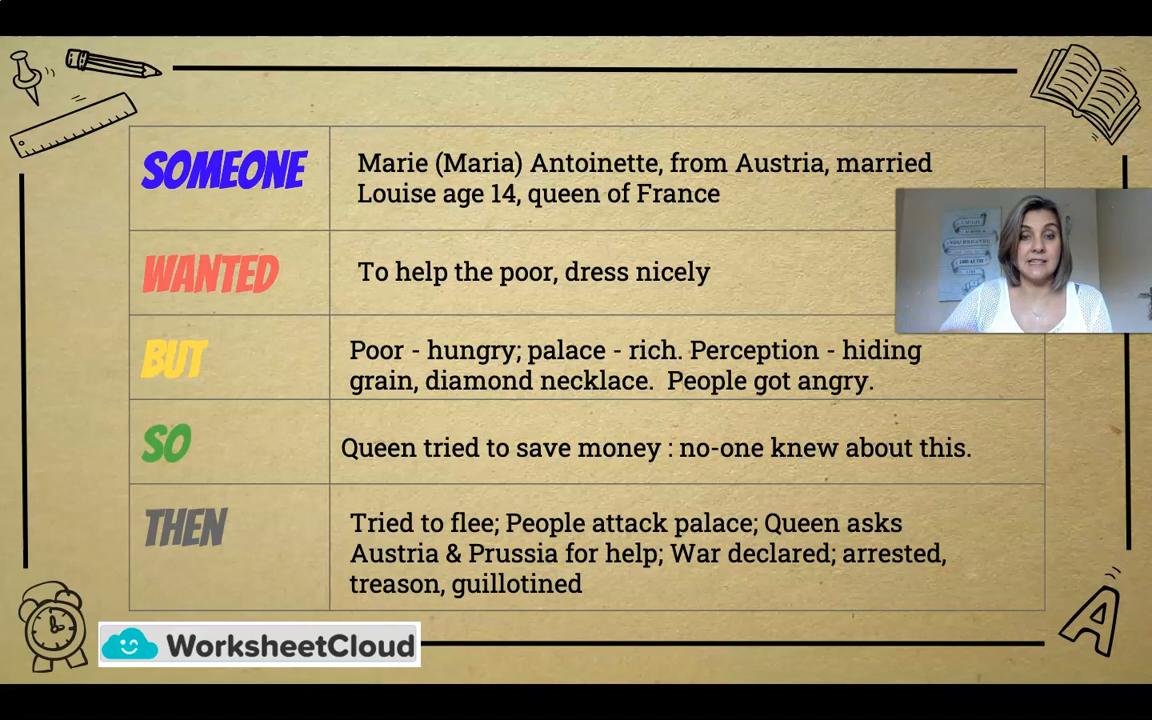 SOMEONE
Marie (Maria) Antoinette, from Austria, married
Louise age 14, queen of France
WANTED
To help the poor, dress nicely
BUT
Poor - hungry; palace - rich. Perception - hiding
grain, diamond necklace. People got angry.
SO
Queen tried to save money : no-one knew about this.
THEN
Tried to flee; People attack palace; Queen asks
Austria & Prussia for help; War declared; arrested,
treason, guillotined
WorksheetCloud
A